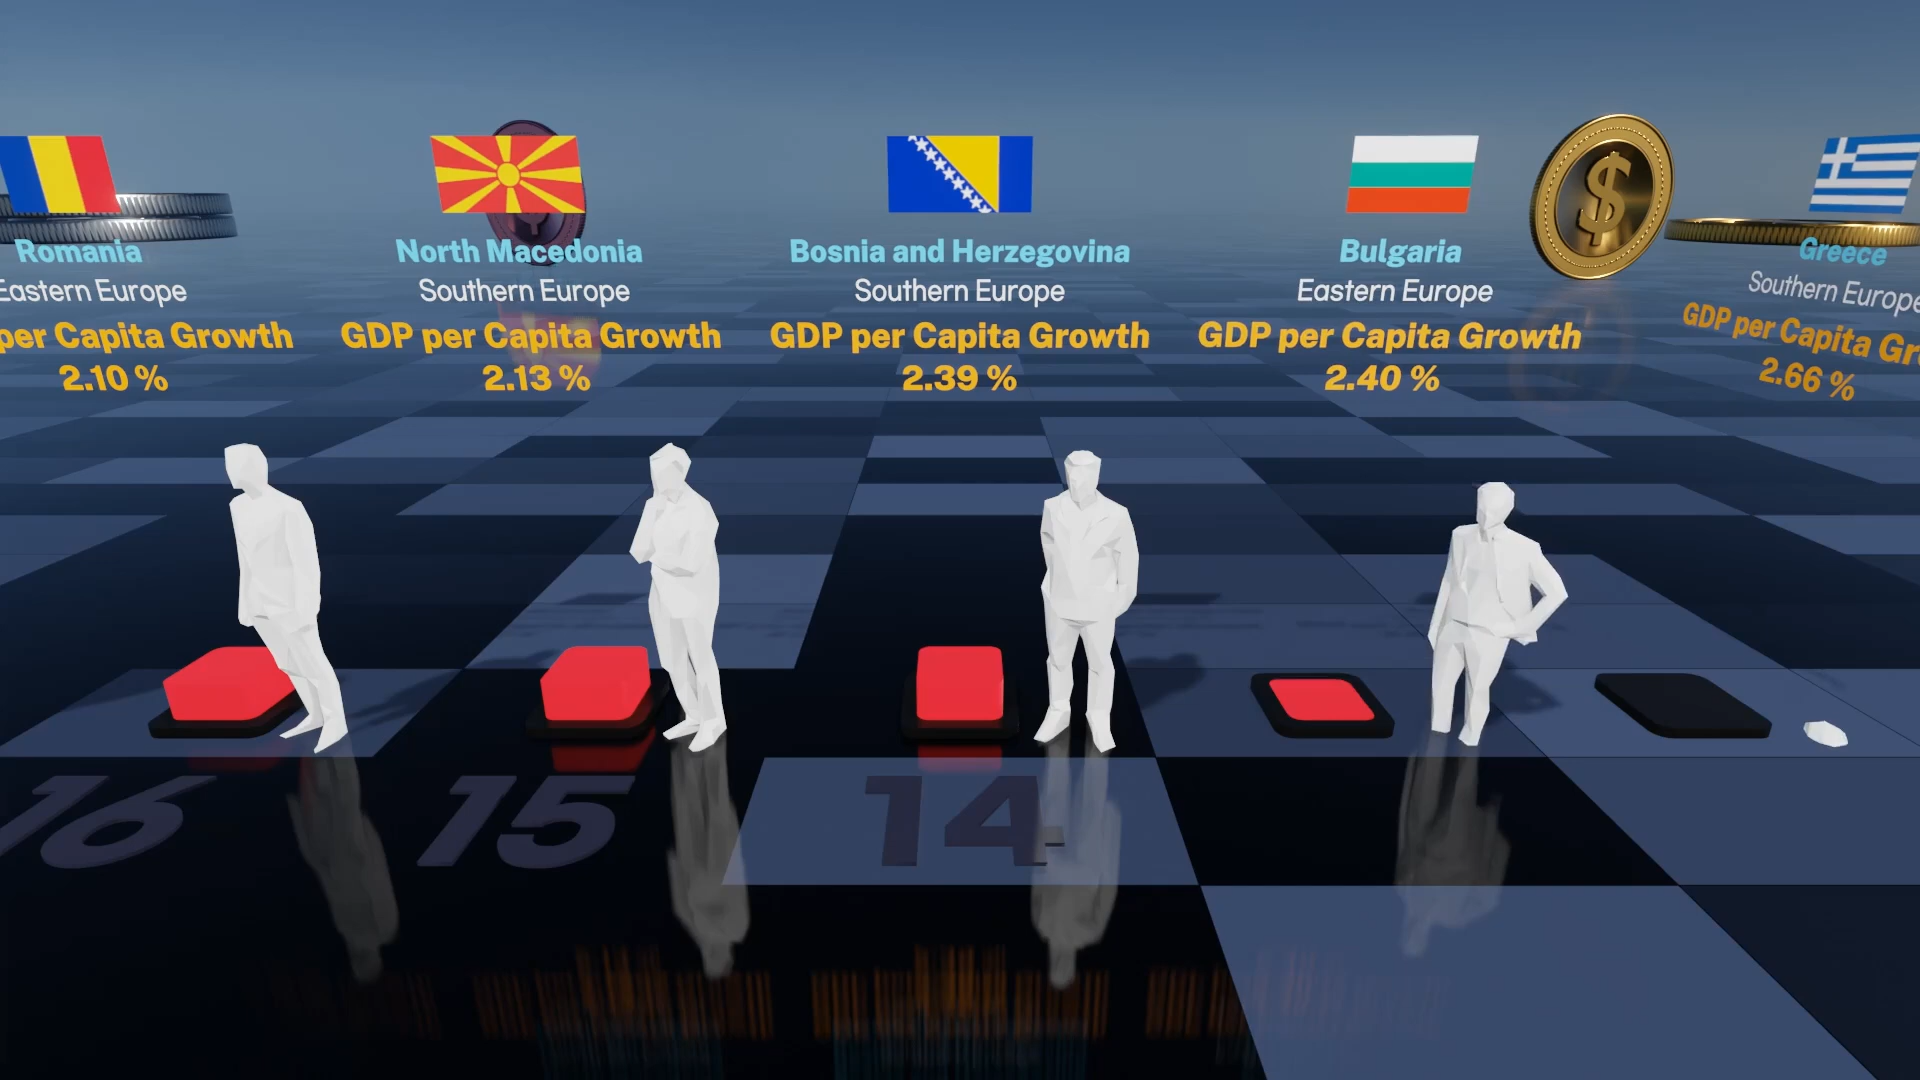 Romania
Eastern Europe
per Capita Growth
2.10 %
North Macedonia
Southern Europe
GDP per Capita Growth
2.13 %
Bosnia and Herzegovina
Southern Europe
GDP per Capita Growth
2.39 %
Bulgaria
Eastern Europe
GDP per Capita Growth
2.40 %
Greece
Southern Europe
GDP per Capita Gr
2.66 %
16
15
14
$